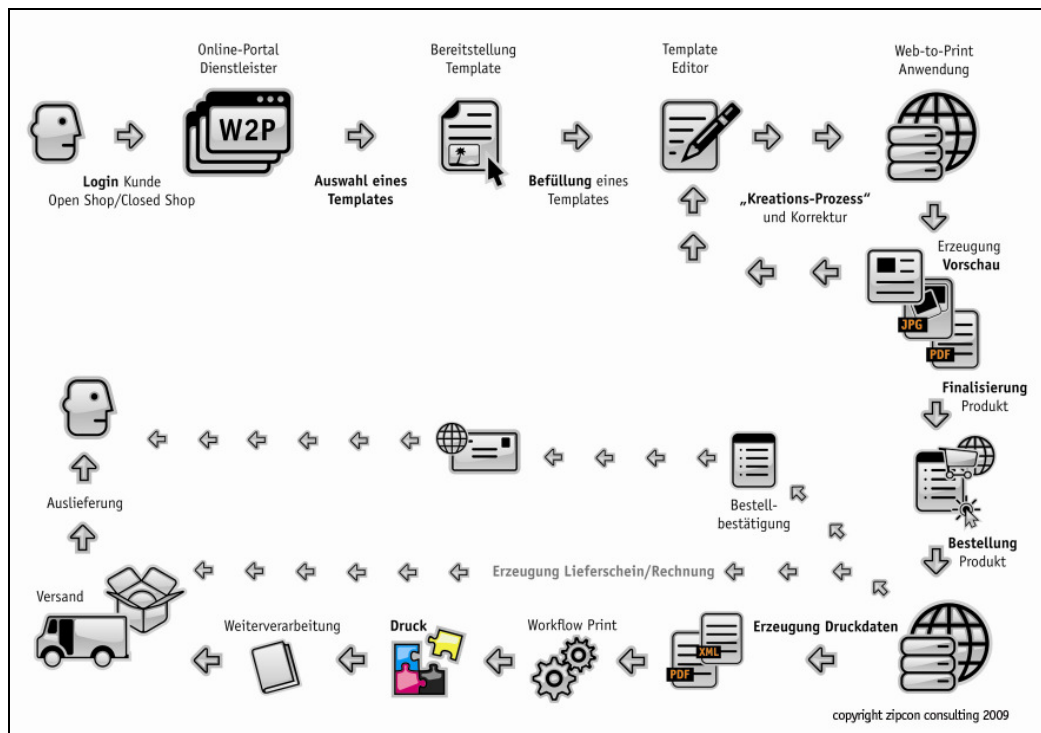 Online-Portal
Dienstleister
Bereitstellung
Template
Template
Editor
Web-to-Print
Anwendung
W2P
Login Kunde
Open Shop/Closed Shop
Auswahl eines
Templates
Befüllung eines
Templates
„Kreations-Prozess“
und Korrektur
Erzeugung
Vorschau
JPG
PDF
Finalisierung
Produkt
Bestellung
Produkt
Bestell-
bestätigung
Auslieferung
Erzeugung Lieferschein/Rechnung
Versand
Weiterverarbeitung
Druck
Workflow Print
Erzeugung Druckdaten
XML
PDF
copyright zipcon consulting 2009